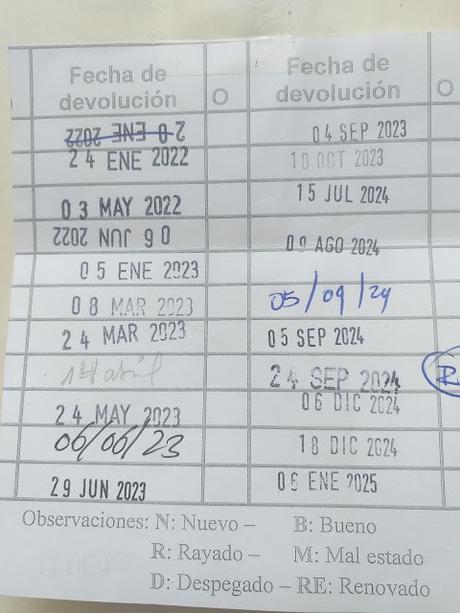 Fecha de devolución O
20 ENE 2022
24 ENE 2022
03 MAY 2022
06 JUN 2022
05 ENE 2023
08 MAR 2023
24 MAR 2023
14 abril
24 MAY 2023
06/06/23
29 JUN 2023
Fecha de devolución O
04 SEP 2023
10 OCT 2023
15 JUL 2024
09 AGO 2024
05/09/24
05 SEP 2024
24 SEP 2024
R
06 DIC 2024
18 DIC 2024
06 ENE 2025
Observaciones: N: Nuevo – B: Bueno
R: Rayado – M: Mal estado
D: Despegado – RE: Renovado